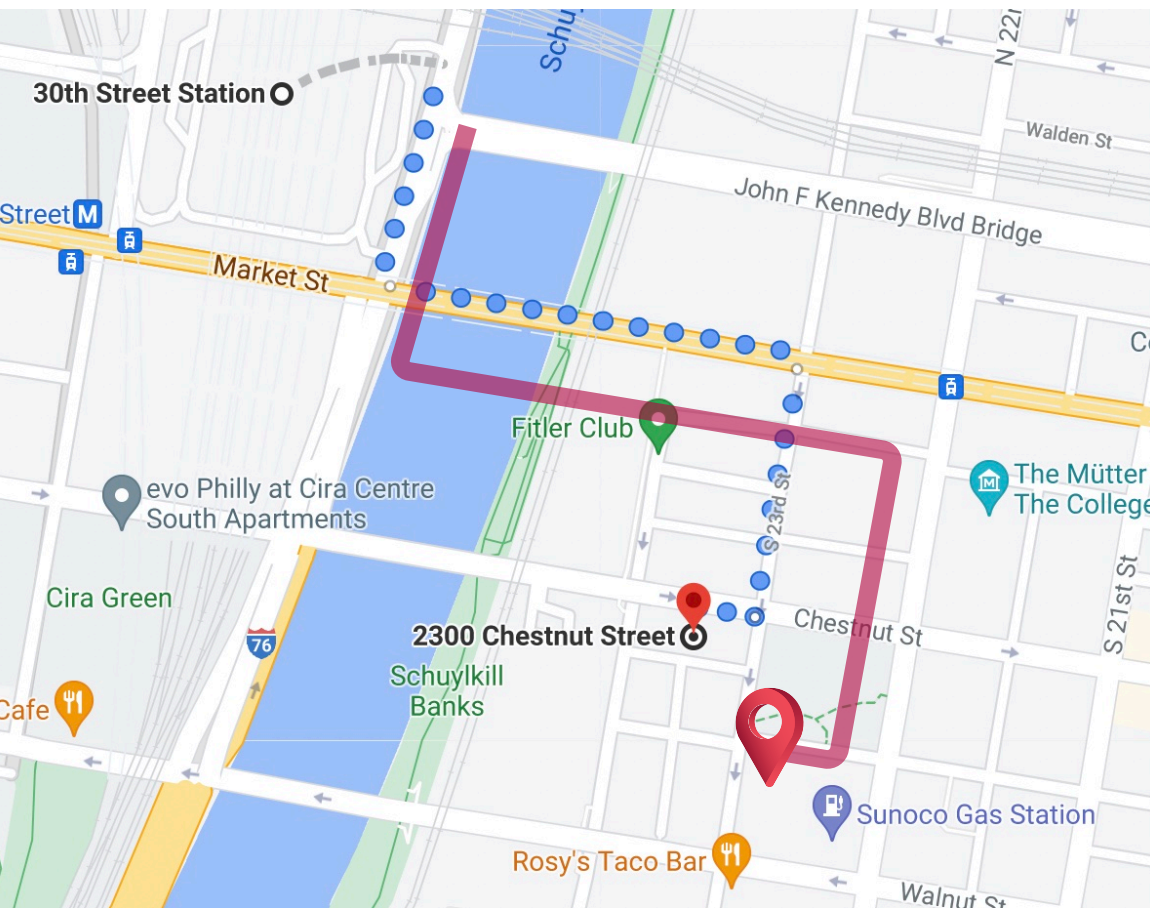 Schu
N 22r
30th Street Station
Walden St
John F Kennedy Blvd Bridge
Street M
Market St
Fitler Club
The Mütter
The College
evo Philly at Cira Centre
South Apartments
S 23rd St
S 21st St
Cira Green
76
2300 Chestnut Street
Chestnut St
Schuylkill
Banks
Cafe
Sunoco Gas Station
Rosy's Taco Bar
Walnut St